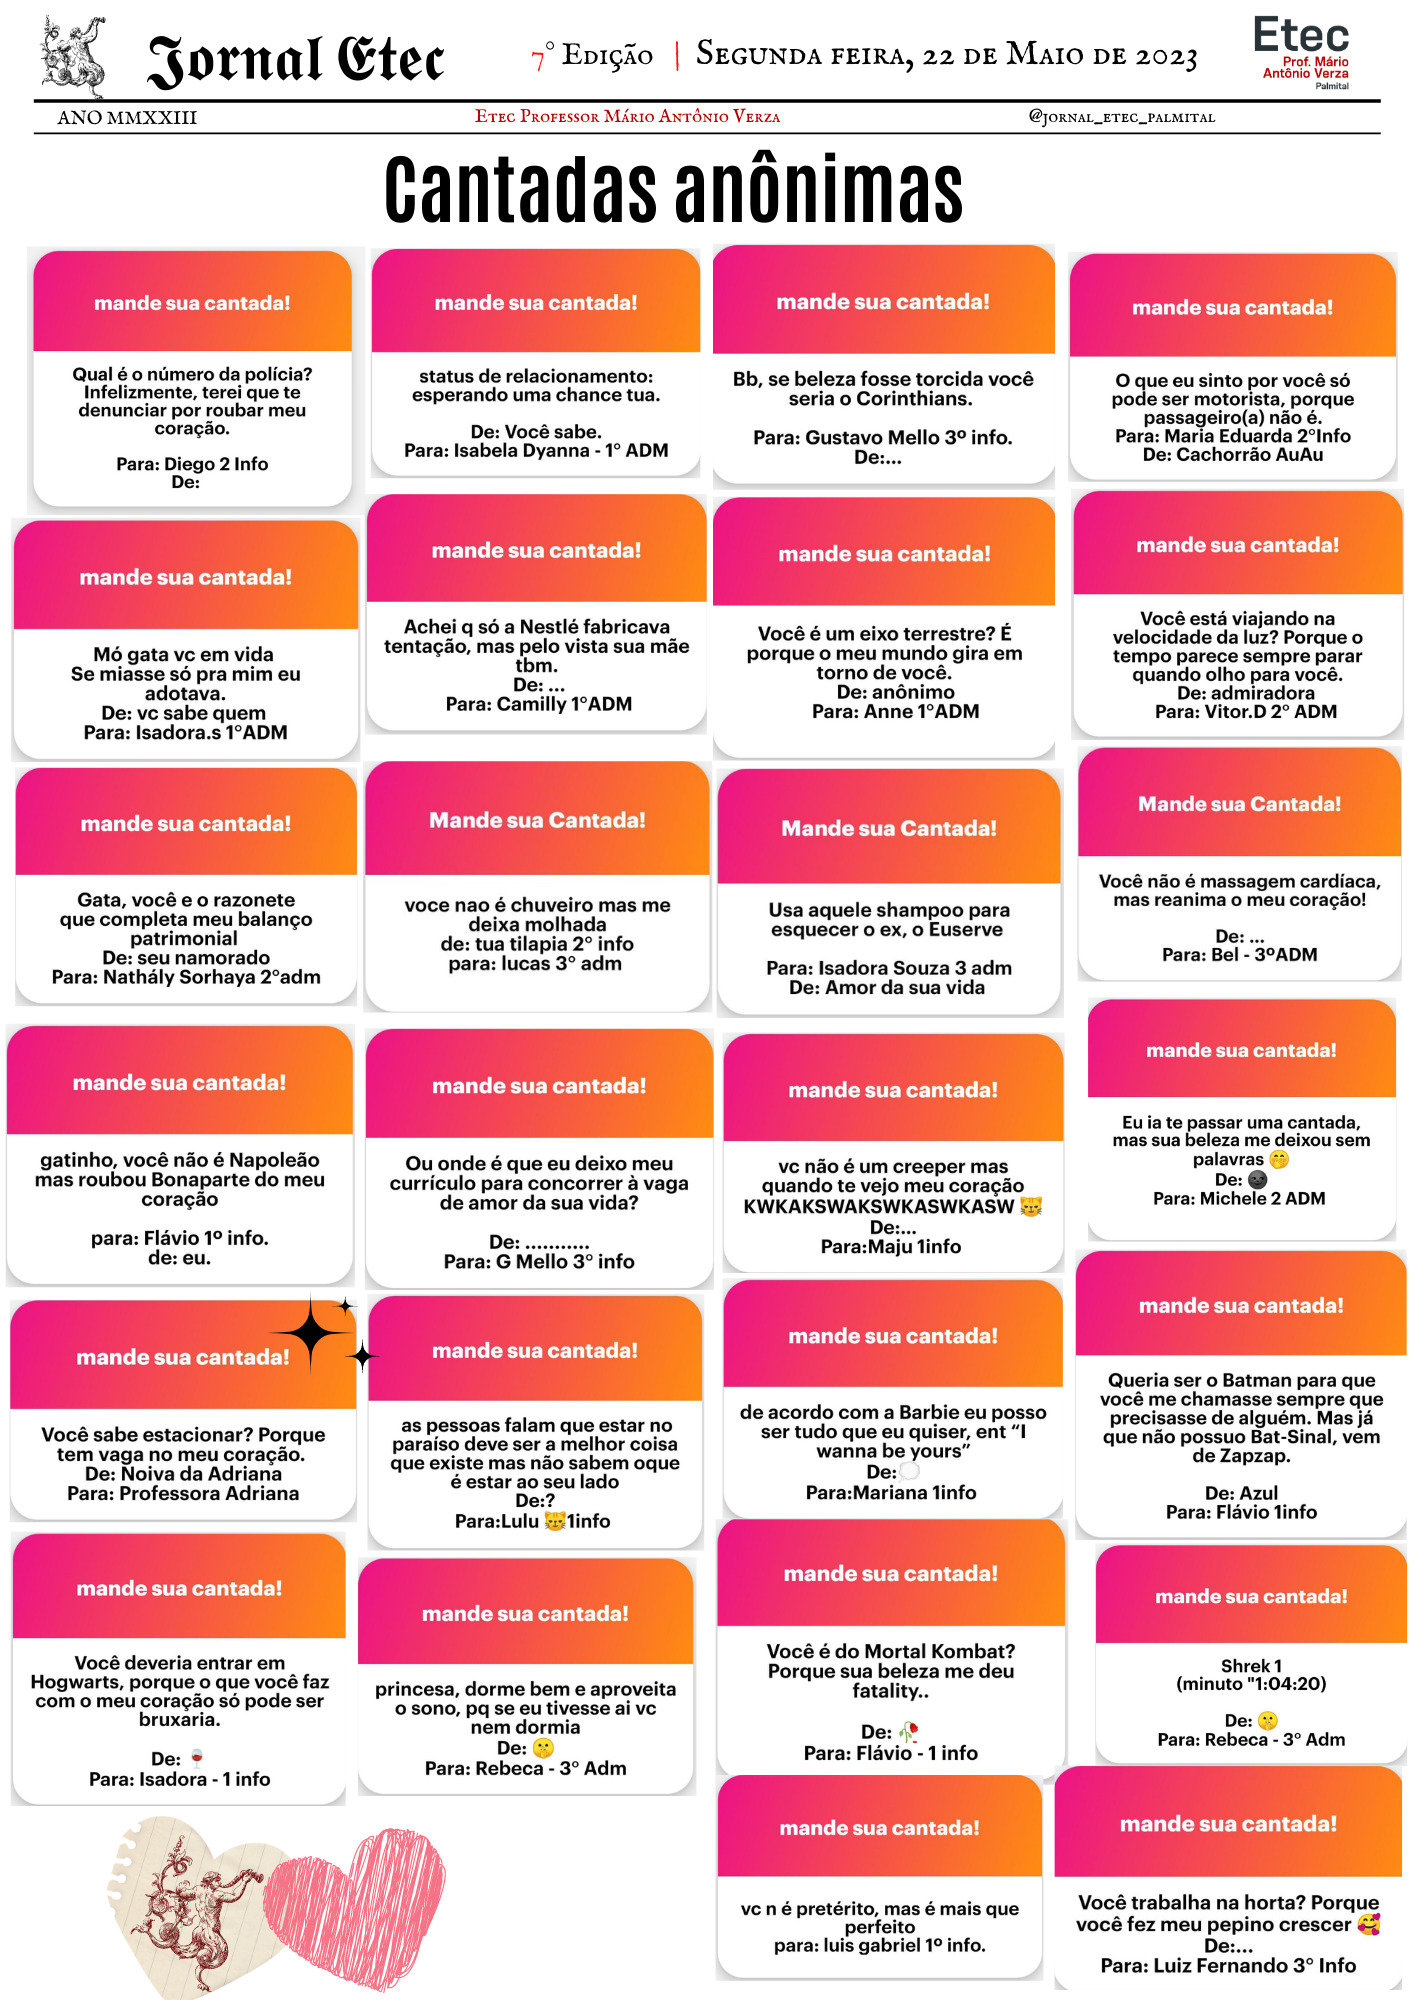 Jornal Etec
7° Edição | Segunda feira, 22 de Maio de 2023
Etec
Prof. Mário
Antônio Verza
Palmital
ANO MMXXIII
Etec Professor Mário Antônio Verza
@jornal_etec_palmital
Cantadas anônimas
mande sua cantada!
Qual é o número da polícia?
Infelizmente, terei que te
denunciar por roubar meu
coração.
Para: Diego 2 Info
De:
mande sua cantada!
status de relacionamento:
esperando uma chance tua.
De: Você sabe.
Para: Isabela Dyanna - 1° ADM
mande sua cantada!
Bb, se beleza fosse torcida você
seria o Corinthians.
Para: Gustavo Mello 3º info.
De:...
mande sua cantada!
O que eu sinto por você só
pode ser motorista, porque
passageiro(a) não é.
Para: Maria Eduarda 2°Info
De: Cachorrão AuAu
mande sua cantada!
Mó gata vc em vida
Se miasse só pra mim eu
adotava.
De: vc sabe quem
Para: Isadora.s 1°ADM
mande sua cantada!
Achei q só a Nestlé fabricava
tentação, mas pelo vista sua mãe
tbm.
De: ...
Para: Camilly 1°ADM
mande sua cantada!
Você é um eixo terrestre? É
porque o meu mundo gira em
torno de você.
De: anônimo
Para: Anne 1°ADM
mande sua cantada!
Você está viajando na
velocidade da luz? Porque o
tempo parece sempre parar
quando olho para você.
De: admiradora
Para: Vitor.D 2° ADM
mande sua cantada!
Gata, você e o razonete
que completa meu balanço
patrimonial
De: seu namorado
Para: Nathály Sorhaya 2°adm
Mande sua Cantada!
voce nao é chuveiro mas me
deixa molhada
de: tua tilapia 2° info
para: lucas 3° adm
Mande sua Cantada!
Usa aquele shampoo para
esquecer o ex, o Euserve
Para: Isadora Souza 3 adm
De: Amor da sua vida
Mande sua Cantada!
Você não é massagem cardíaca,
mas reanima o meu coração!
De: ...
Para: Bel - 3ºADM
mande sua cantada!
gatinho, você não é Napoleão
mas roubou Bonaparte do meu
coração
para: Flávio 1º info.
de: eu.
mande sua cantada!
Ou onde é que eu deixo meu
currículo para concorrer à vaga
de amor da sua vida?
De: ...........
Para: G Mello 3° info
mande sua cantada!
vc não é um creeper mas
quando te vejo meu coração
KWKAKSWAKSWKASWKASW 😼
De:...
Para:Maju 1info
mande sua cantada!
Eu ia te passar uma cantada,
mas sua beleza me deixou sem
palavras 🤭
De: 🌚
Para: Michele 2 ADM
mande sua cantada!
Você sabe estacionar? Porque
tem vaga no meu coração.
De: Noiva da Adriana
Para: Professora Adriana
mande sua cantada!
as pessoas falam que estar no
paraíso deve ser a melhor coisa
que existe mas não sabem oque
é estar ao seu lado
De:?
Para:Lulu 😼1info
mande sua cantada!
de acordo com a Barbie eu posso
ser tudo que eu quiser, ent “I
wanna be yours”
De:💭
Para:Mariana 1info
mande sua cantada!
Queria ser o Batman para que
você me chamasse sempre que
precisasse de alguém. Mas já
que não possuo Bat-Sinal, vem
de Zapzap.
De: Azul
Para: Flávio 1info
mande sua cantada!
Você deveria entrar em
Hogwarts, porque o que você faz
com o meu coração só pode ser
bruxaria.
De: 🍷
Para: Isadora - 1 info
mande sua cantada!
princesa, dorme bem e aproveita
o sono, pq se eu tivesse ai vc
nem dormia
De: 🤫
Para: Rebeca - 3° Adm
mande sua cantada!
Você é do Mortal Kombat?
Porque sua beleza me deu
fatality..
De: 🥀
Para: Flávio - 1 info
mande sua cantada!
Shrek 1
(minuto "1:04:20)
De: 🤫
Para: Rebeca - 3° Adm
mande sua cantada!
vc n é pretérito, mas é mais que
perfeito
para: luis gabriel 1º info.
mande sua cantada!
Você trabalha na horta? Porque
você fez meu pepino crescer 🥰
De:...
Para: Luiz Fernando 3° Info